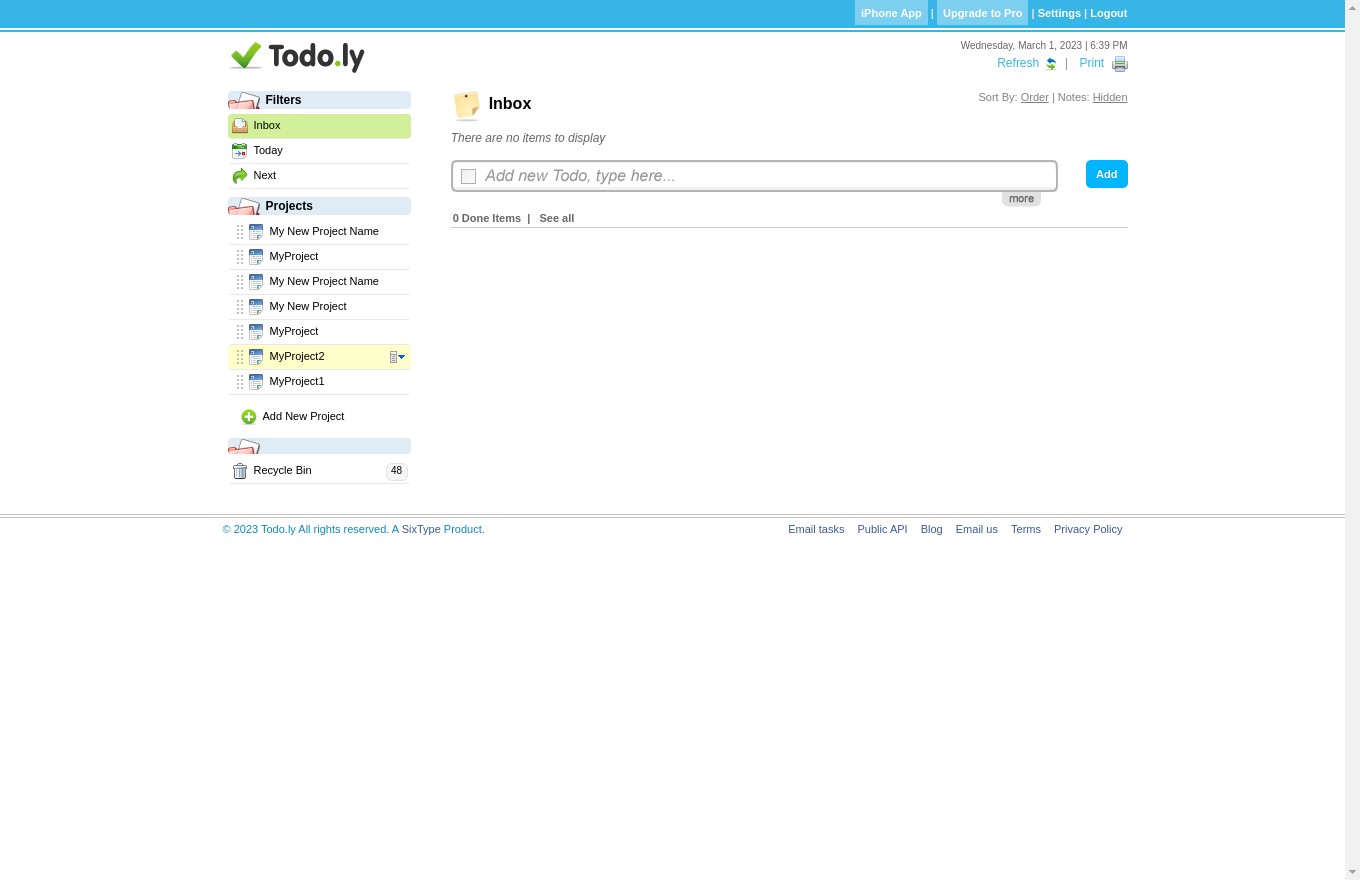 iPhone App | Upgrade to Pro | Settings | Logout
Todo.ly
Wednesday, March 1, 2023 | 6:39 PM
Refresh | Print
Filters
Inbox
Today
Next
Projects
My New Project Name
MyProject
My New Project Name
My New Project
MyProject
MyProject2
MyProject1
Add New Project
Recycle Bin 48
Inbox
Sort By: Order | Notes: Hidden
There are no items to display
Add new Todo, type here...
Add
more
0 Done Items | See all
© 2023 Todo.ly All rights reserved. A SixType Product.
Email tasks Public API Blog Email us Terms Privacy Policy